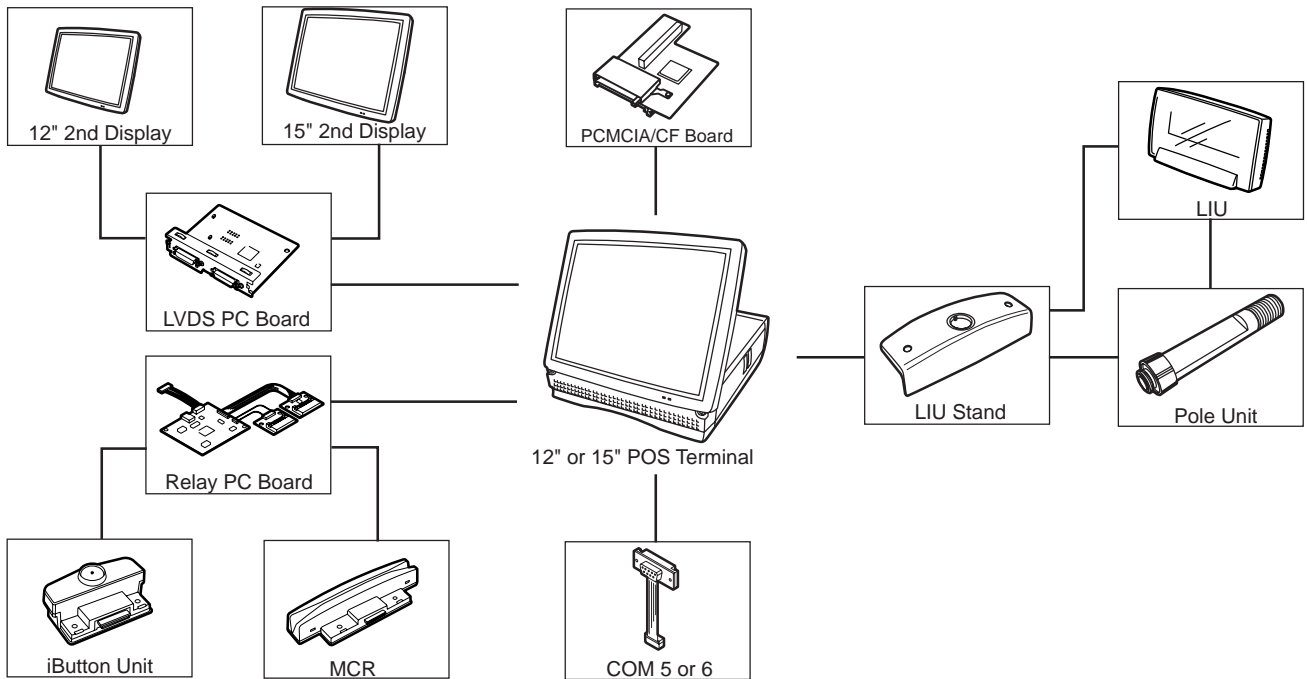 12" 2nd Display
15" 2nd Display
PCMCIA/CF Board
LIU
LVDS PC Board
LIU Stand
Pole Unit
12" or 15" POS Terminal
Relay PC Board
iButton Unit
MCR
COM 5 or 6